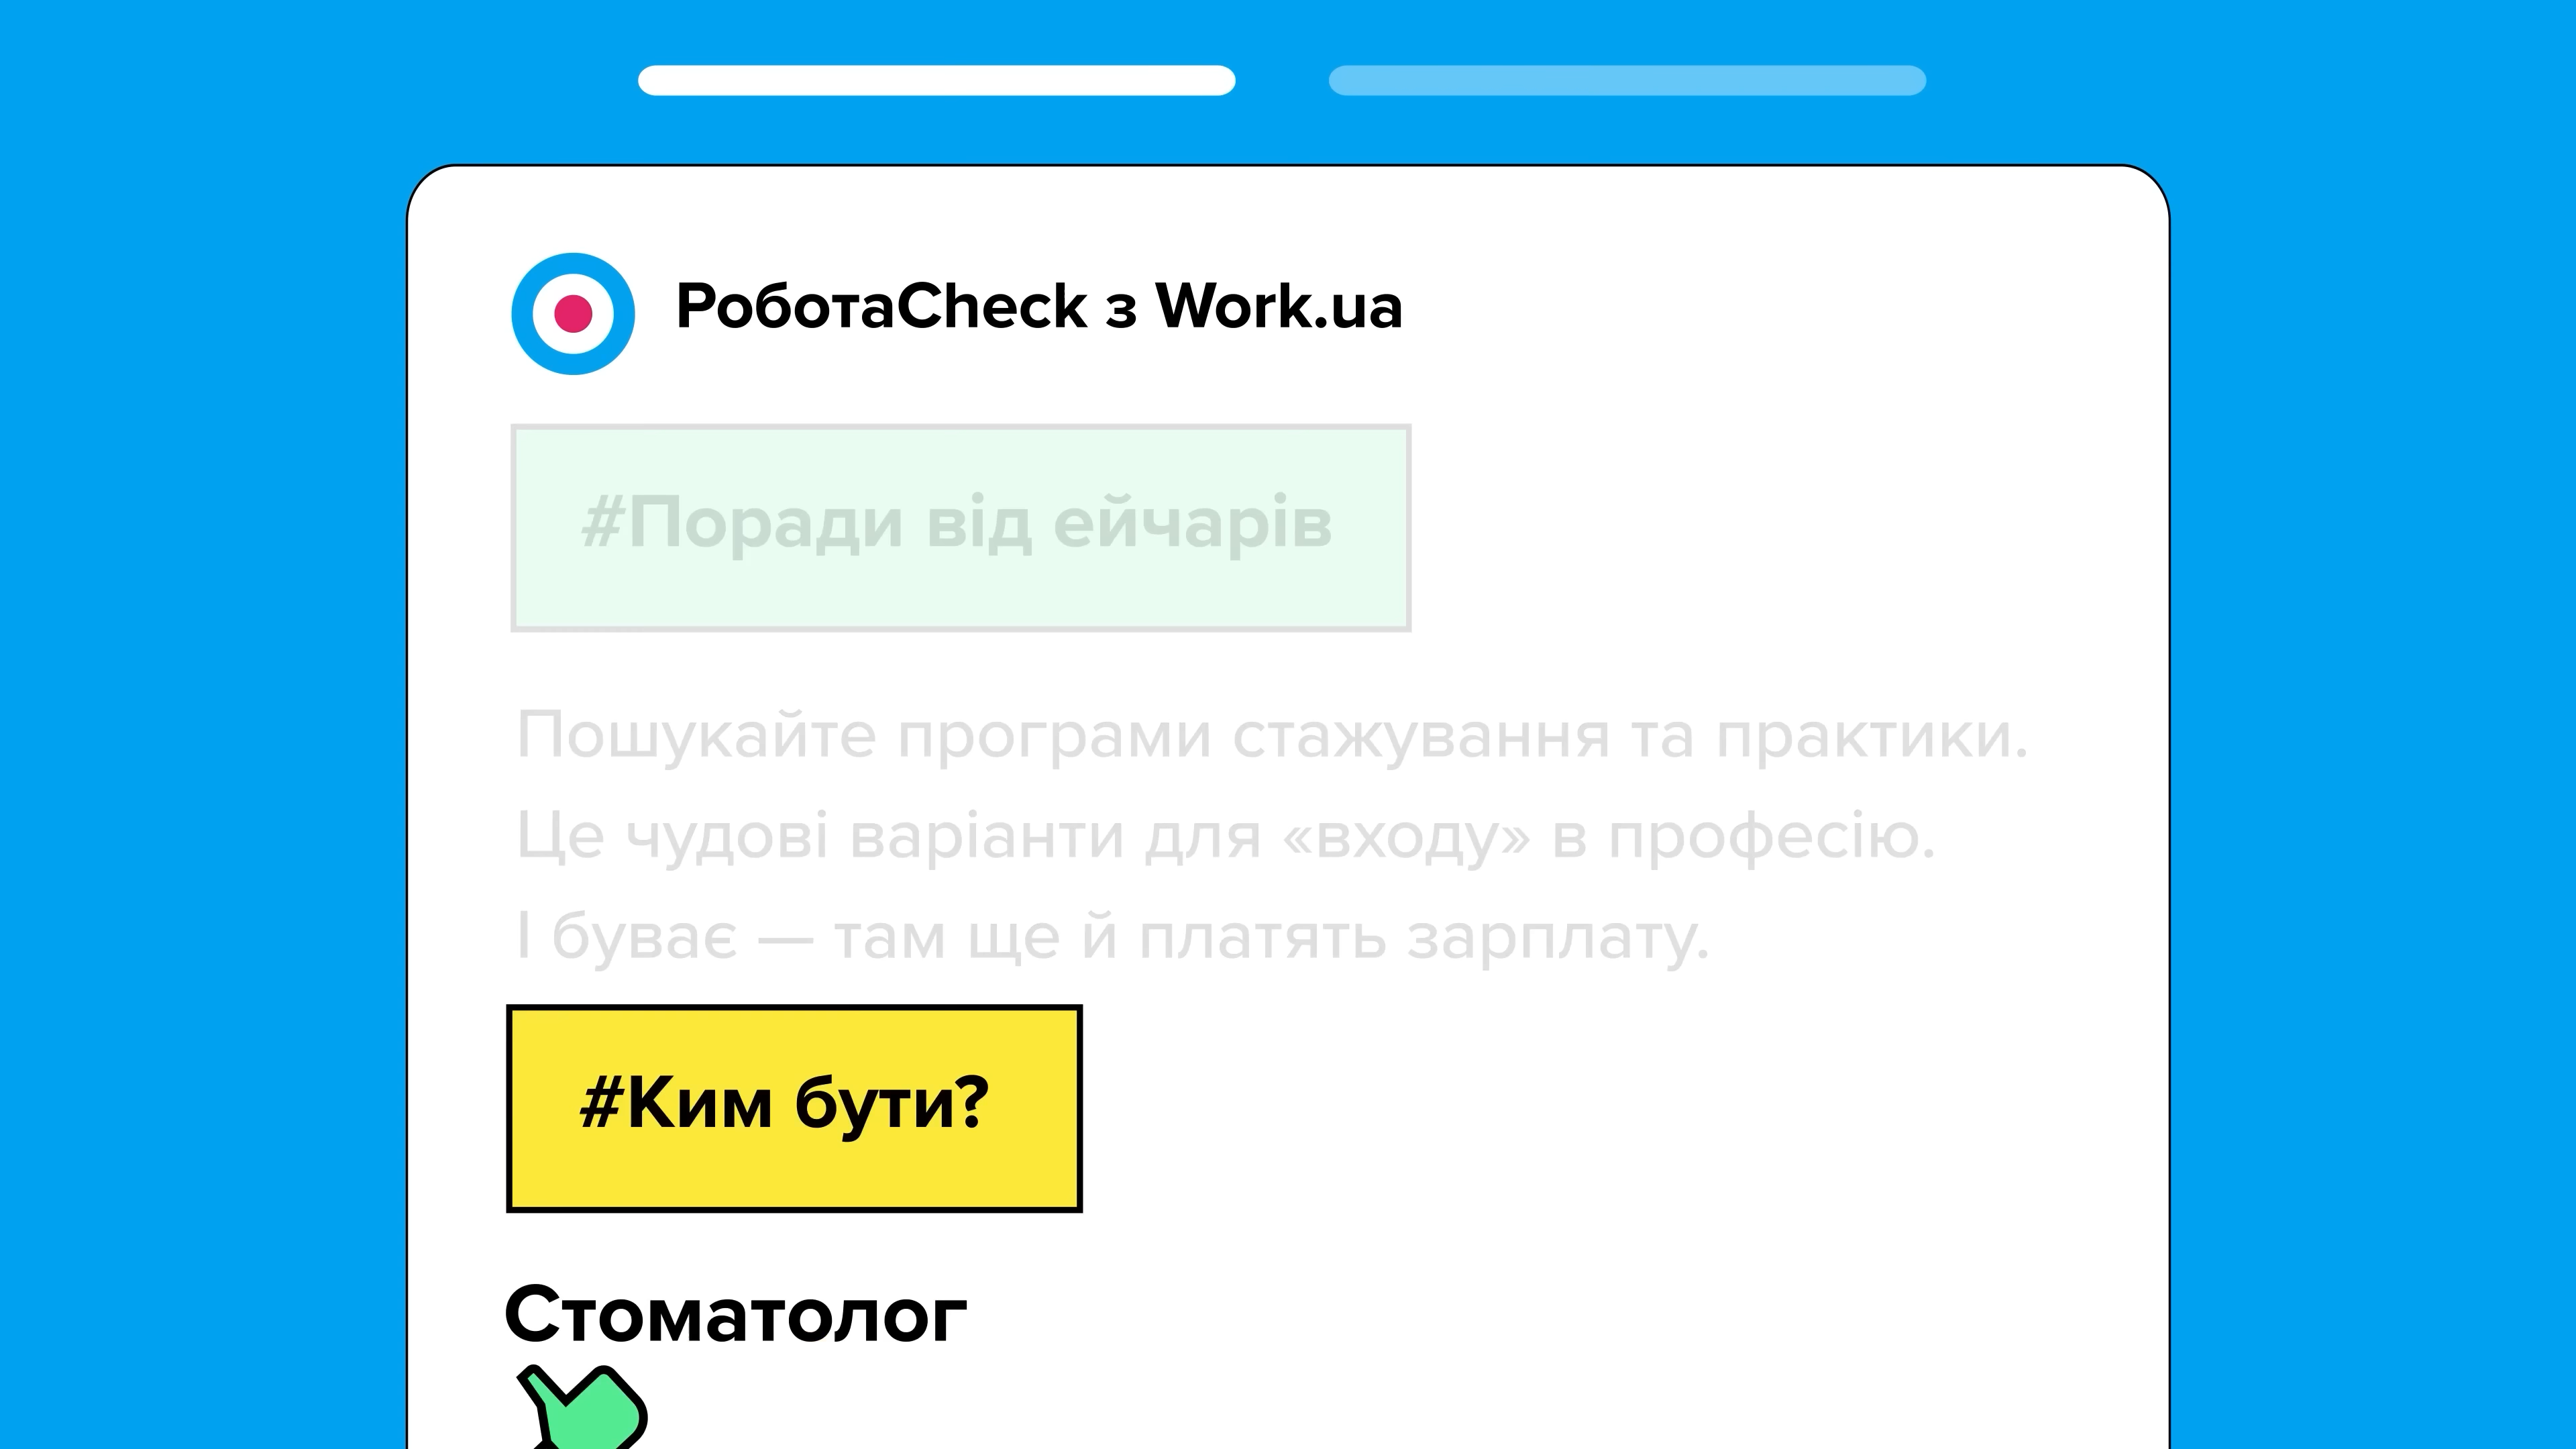 РоботаCheck з Work.ua
#Поради від ейчарів
Пошукайте програми стажування та практики.
Це чудові варіанти для «входу» в професію.
І буває — там ще й платять зарплату.
#Ким бути?
Стоматолог